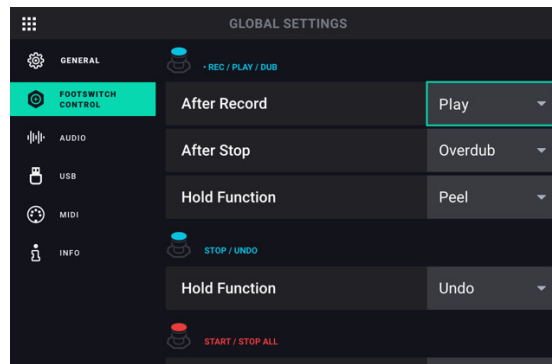 GLOBAL SETTINGS
GENERAL
FOOTSWITCH
CONTROL
AUDIO
USB
MIDI
INFO
• REC / PLAY / DUB
After Record Play
After Stop Overdub
Hold Function Peel
STOP / UNDO
Hold Function Undo
START / STOP ALL